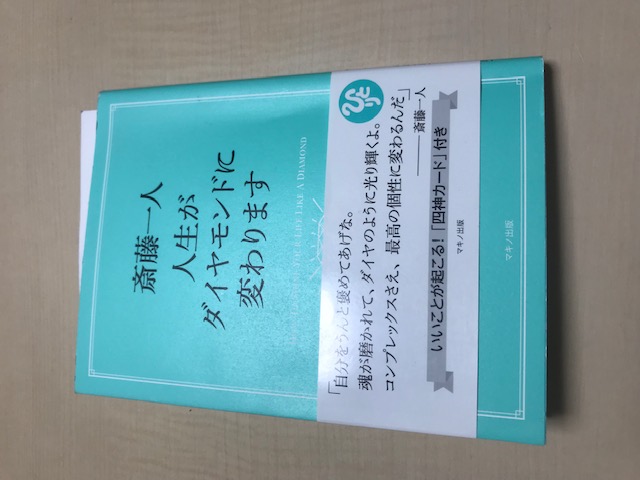 斎藤一人
人生が
ダイヤモンドに
変わります
LIFE LIKE A DIAMOND
「自分をうんと褒めてあげな。
魂が磨かれて、ダイヤのように光り輝くよ。
コンプレックスさえ、最高の個性に変わるんだ」
——斎藤一人
いいことが起こる!「四神カード」付き
マキノ出版
マキノ出版